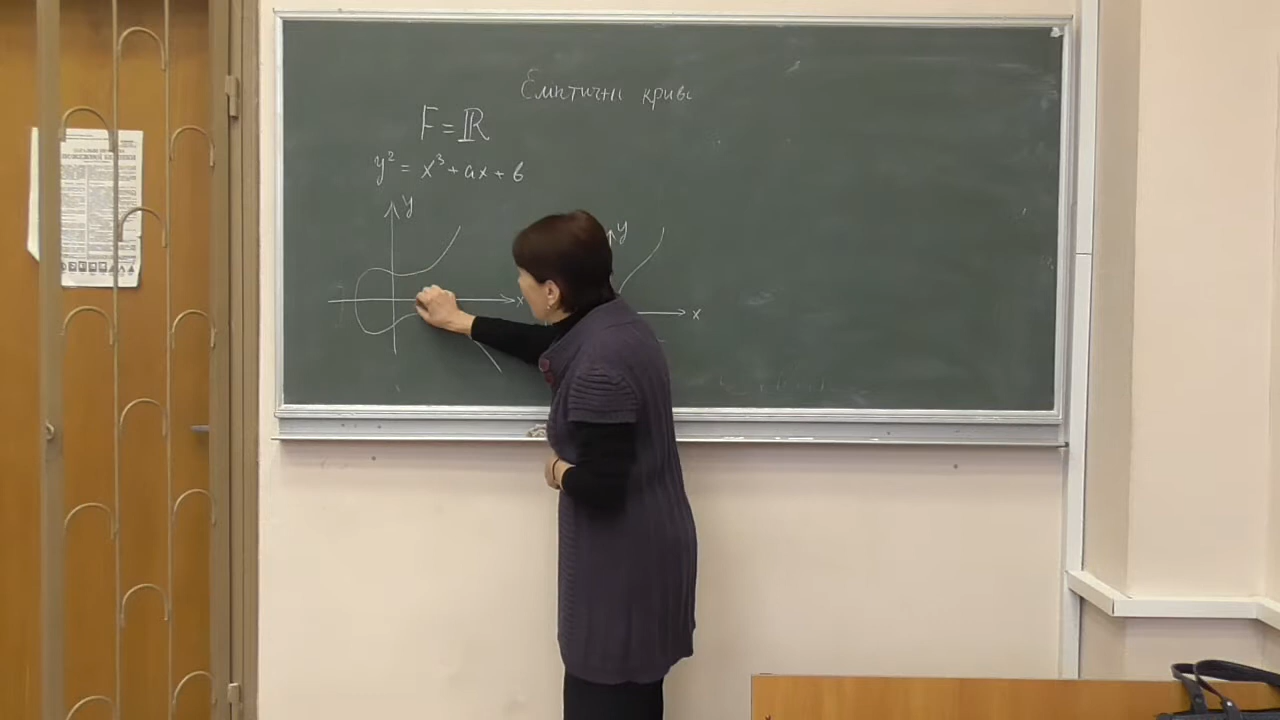 Еліптичні криві
F = ℝ
y² = x³ + ax + b
y
x
y
x